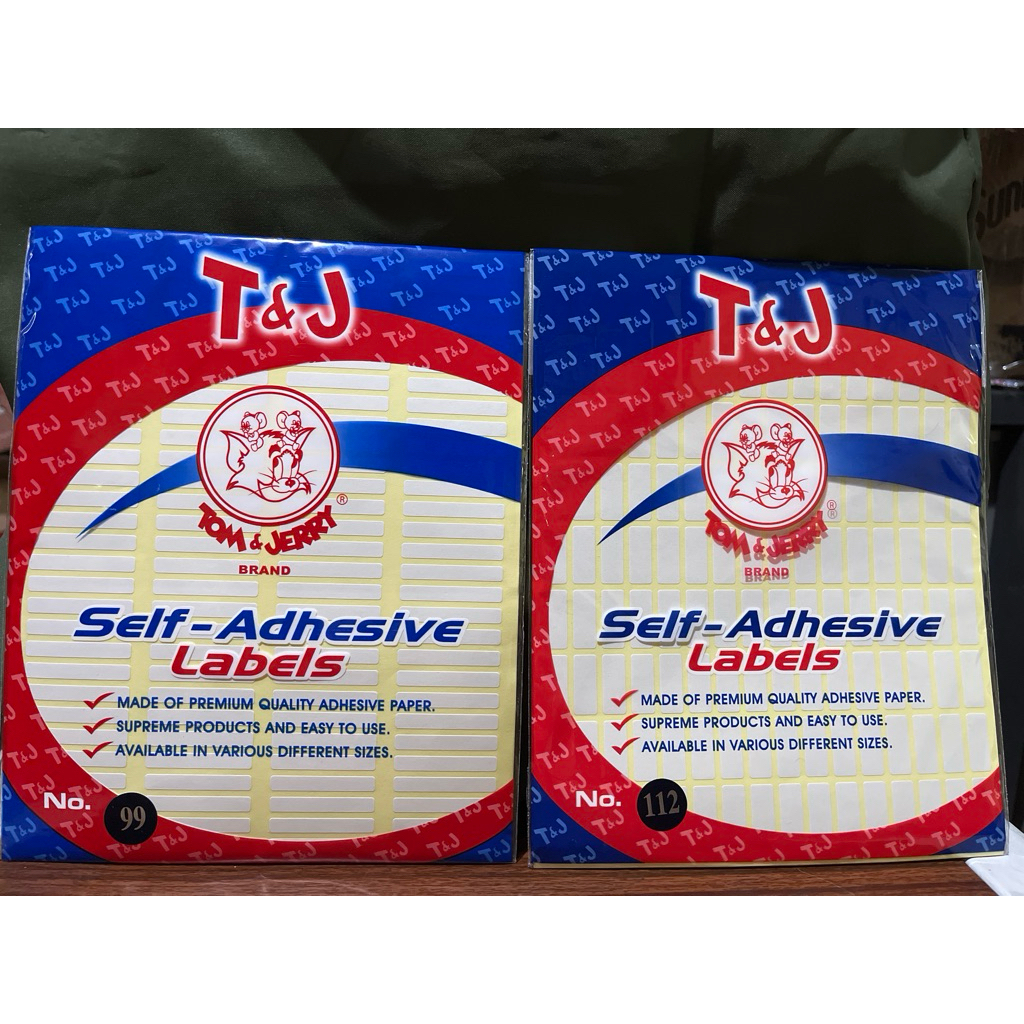 T&J
TOM & JERRY
®
BRAND
Self-Adhesive
Labels
MADE OF PREMIUM QUALITY ADHESIVE PAPER.
SUPREME PRODUCTS AND EASY TO USE.
AVAILABLE IN VARIOUS DIFFERENT SIZES.
No. 99
T&J
TOM & JERRY
®
BRAND
Self-Adhesive
Labels
MADE OF PREMIUM QUALITY ADHESIVE PAPER.
SUPREME PRODUCTS AND EASY TO USE.
AVAILABLE IN VARIOUS DIFFERENT SIZES.
No. 112